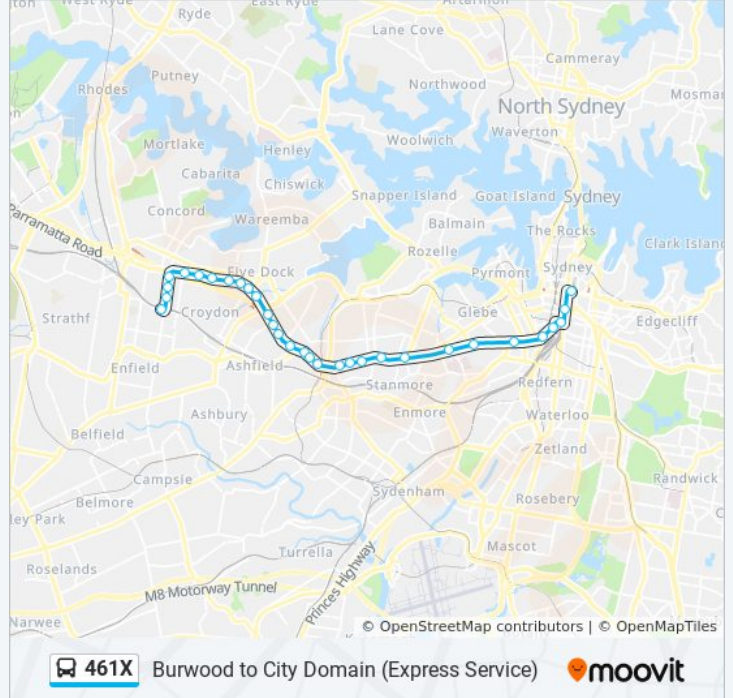 ton
West Ryde
East Ryde
Artarmon
Ryde
Lane Cove
Cammeray
Putney
Rhodes
Northwood
North Sydney
Mosman
on
Waverton
Mortlake
Henley
Woolwich
Cabarita
Chiswick
Snapper Island
Goat Island
Sydney
Concord
Wareemba
Balmain
Parramatta Road
The Rocks
Clark Island
Rozelle
Five Dock
Pyrmont
Sydney
Strathf
Croydon
Glebe
Edgecliff
Enfield
Ashfield
Stanmore
Redfern
Ashbury
Enmore
Waterloo
Belfield
Zetland
Campsie
Randwick
Belmore
Sydenham
Rosebery
ley Park
C
Turrella
Mascot
Roselands
M8 Motorway Tunnel
Princes Highway
Narwee
© OpenStreetMap contributors | © OpenMapTiles
461X Burwood to City Domain (Express Service) moovit